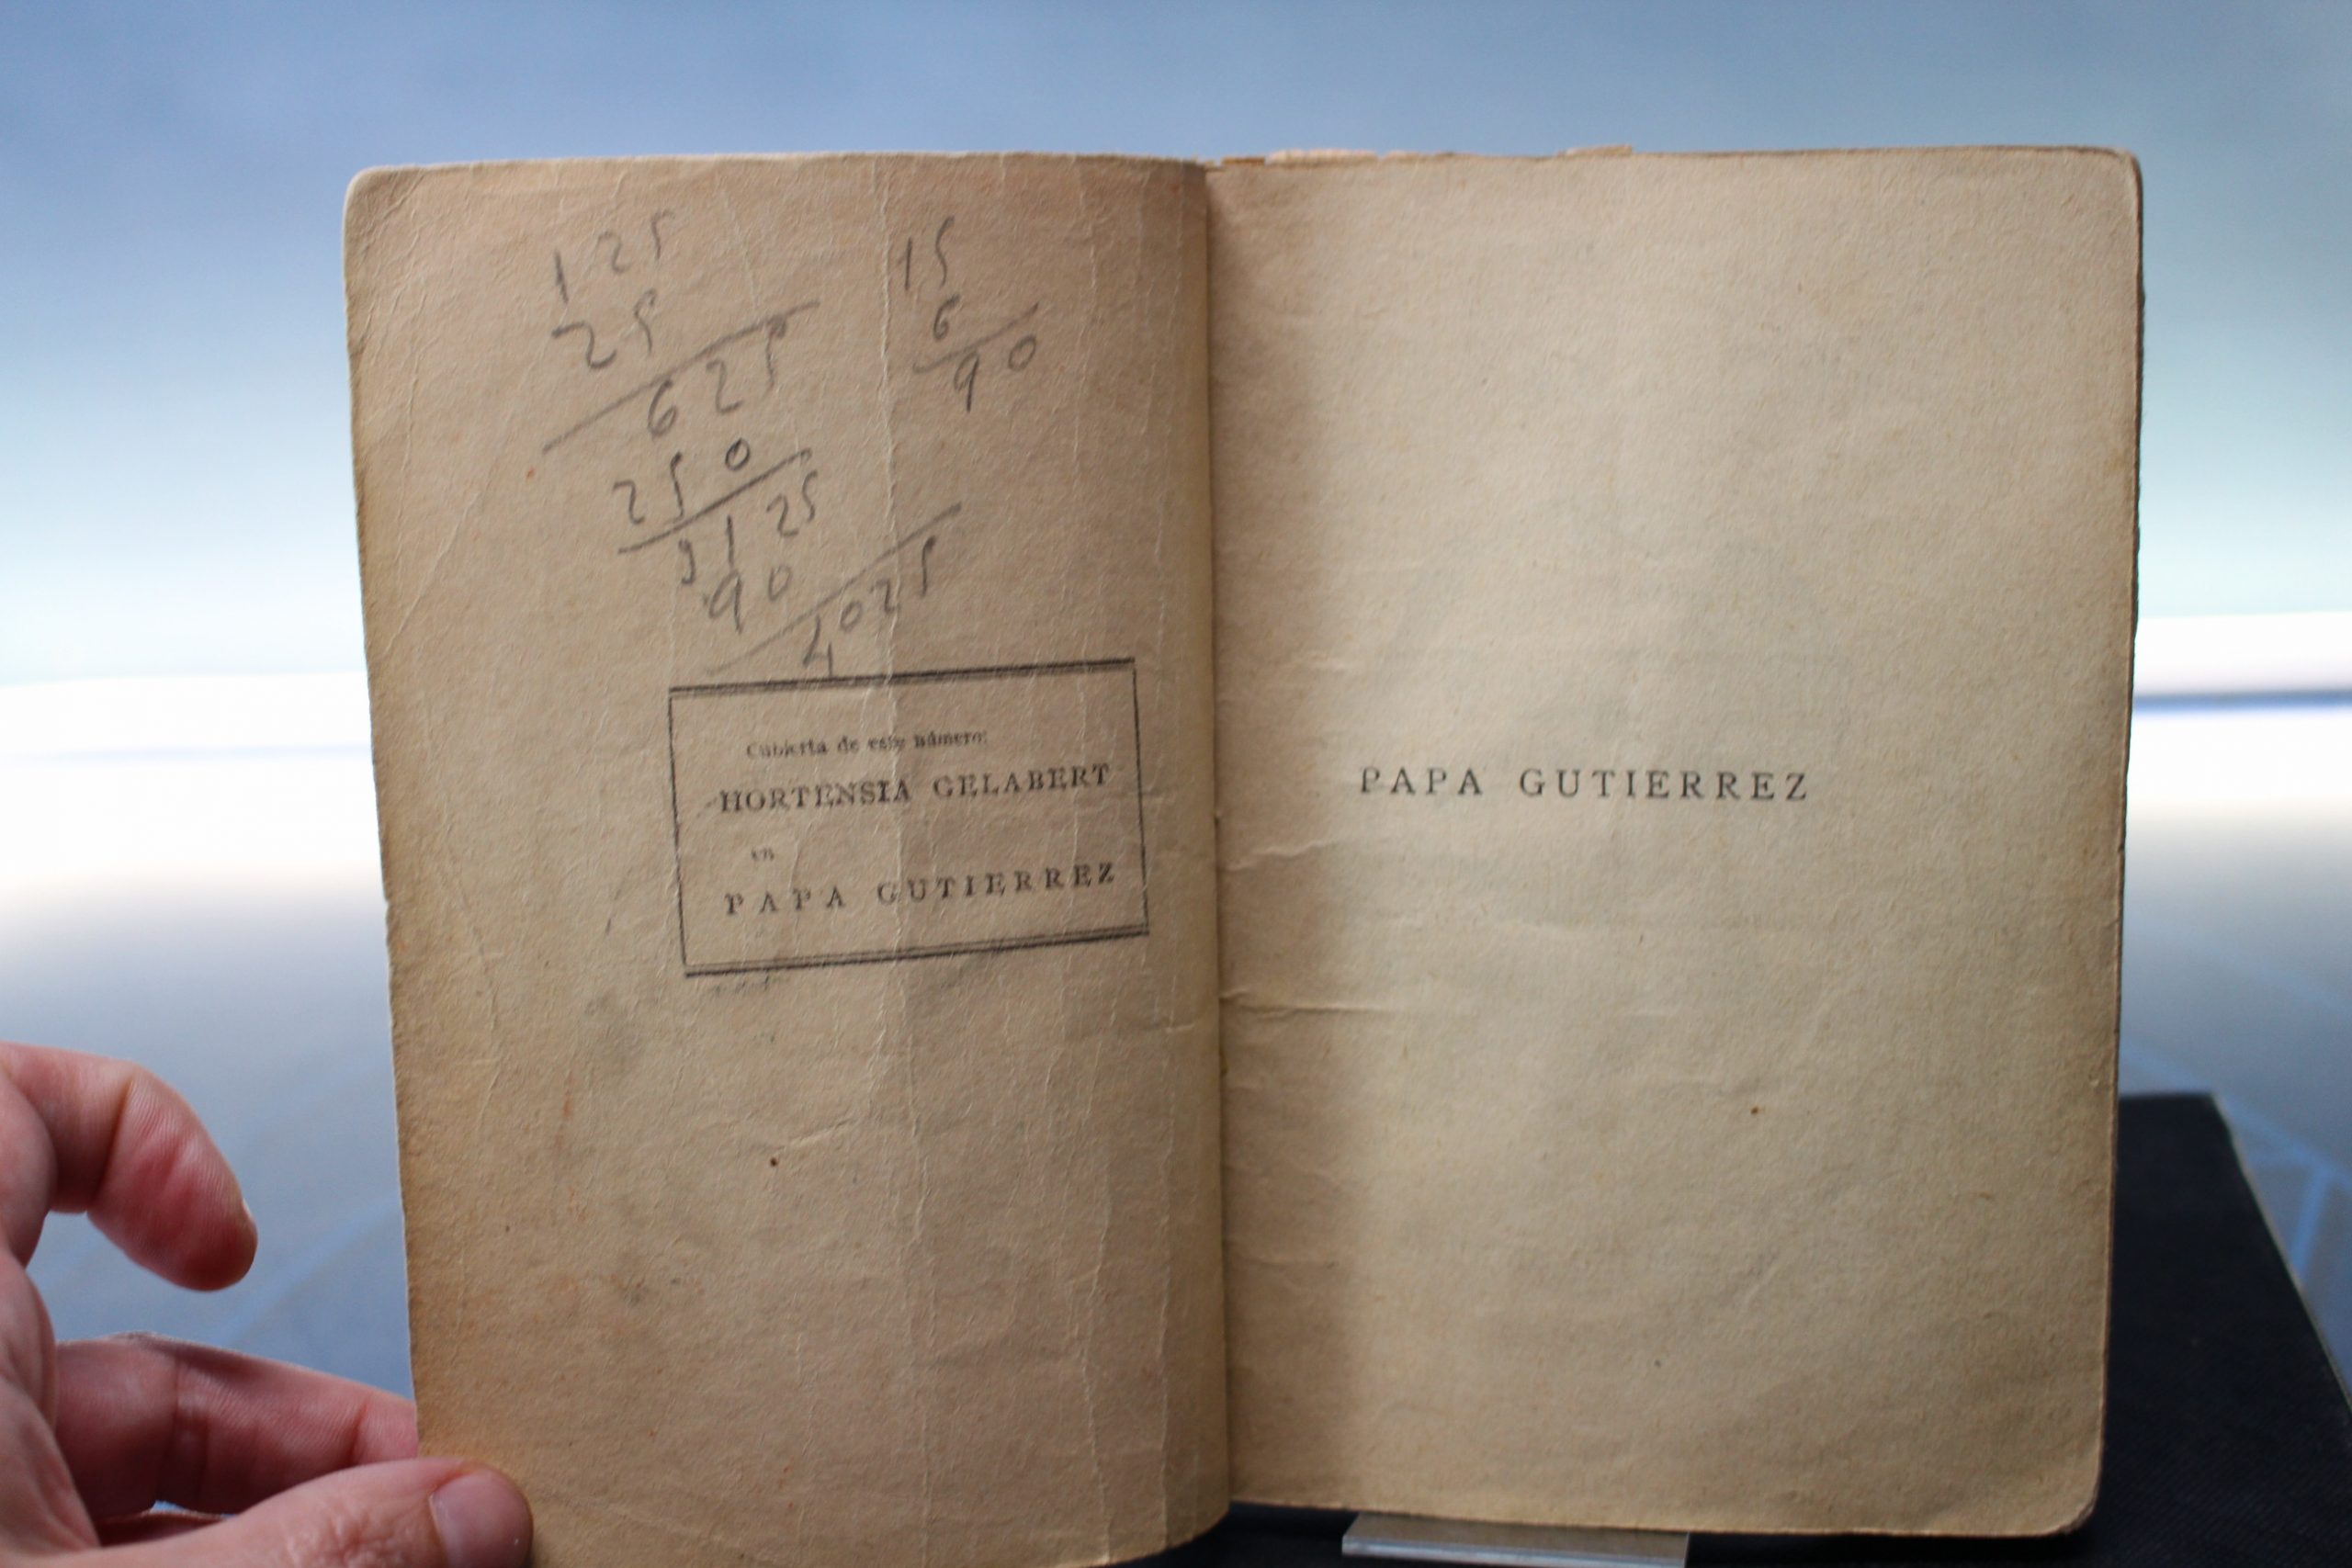 125
25
625
250
3125
90
4025
15
6
90
Cubierta de este número:
HORTENSIA GELABERT
en
PAPA GUTIERREZ
PAPA GUTIERREZ